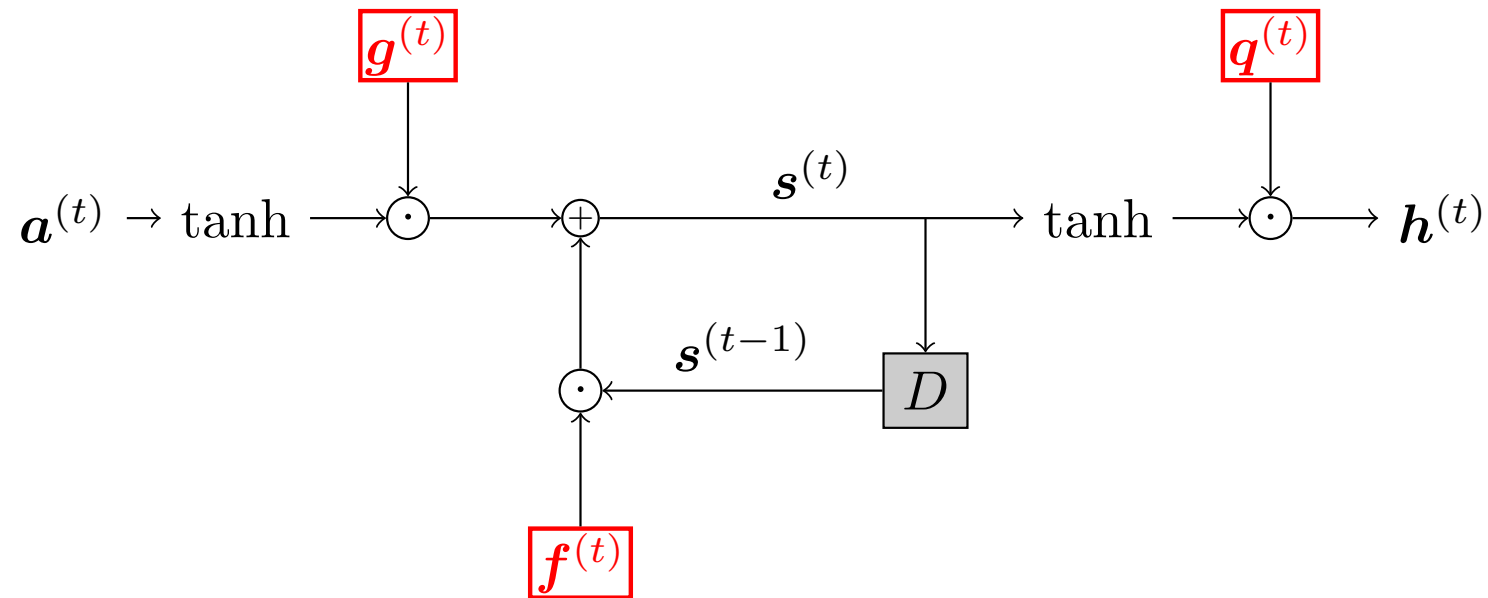 g^(t) q^(t)
a^(t) tanh · + s^(t) tanh · h^(t)
· s^(t−1) D
f^(t)